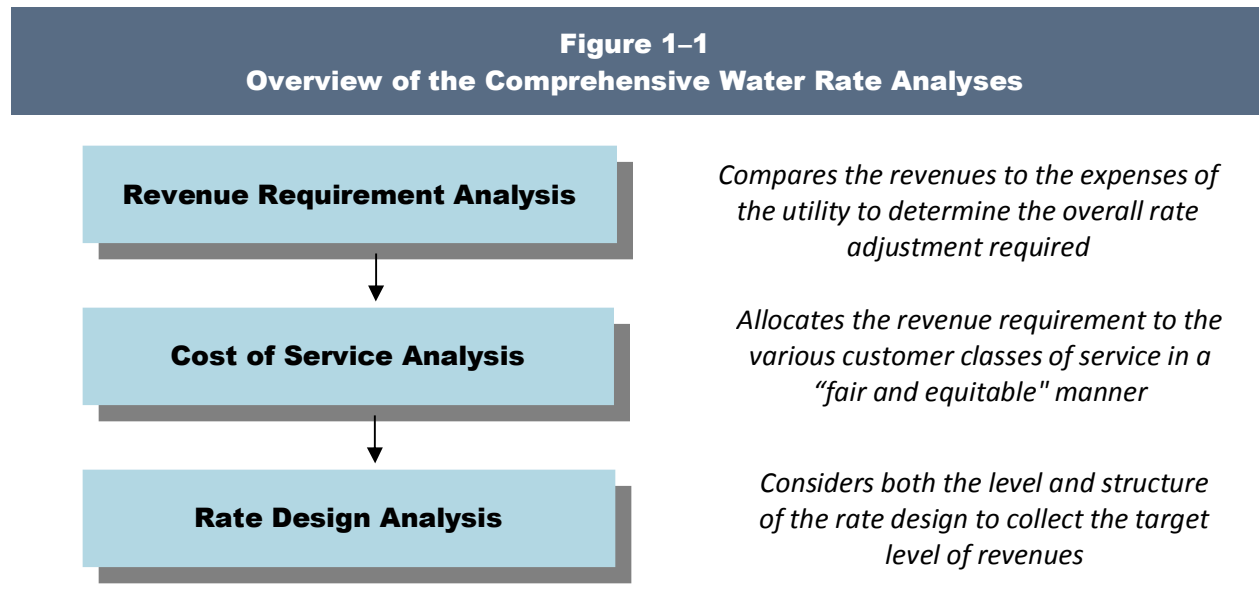 Figure 1–1
Overview of the Comprehensive Water Rate Analyses
Revenue Requirement Analysis
Compares the revenues to the expenses of
the utility to determine the overall rate
adjustment required
Cost of Service Analysis
Allocates the revenue requirement to the
various customer classes of service in a
“fair and equitable" manner
Rate Design Analysis
Considers both the level and structure
of the rate design to collect the target
level of revenues